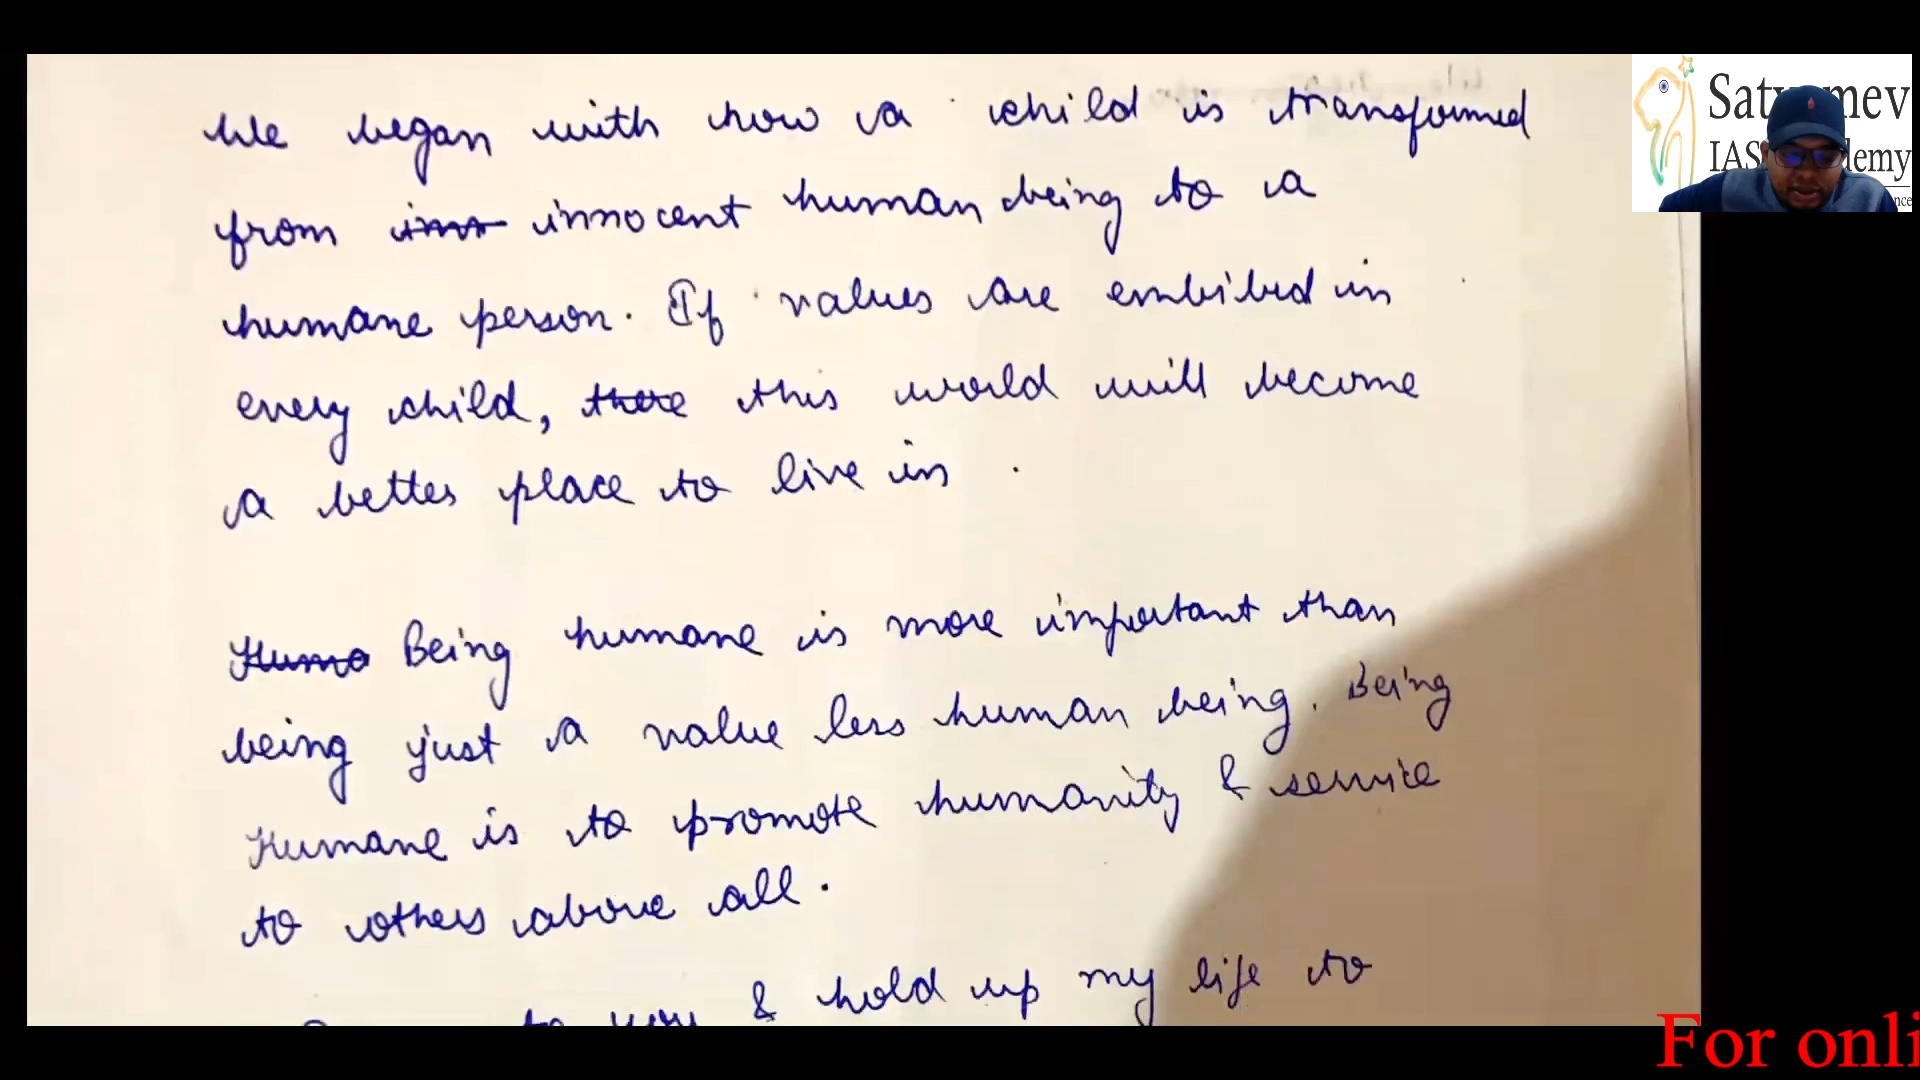 We began with how a child is transformed
from innocent human being to a
humane person. If values are embibed in
every child, this world will become
a better place to live in.
Being humane is more important than
being just a value less human being. Being
Humane is to promote humanity & service
to others above all.
to you & hold up my life to
IAS
For onli